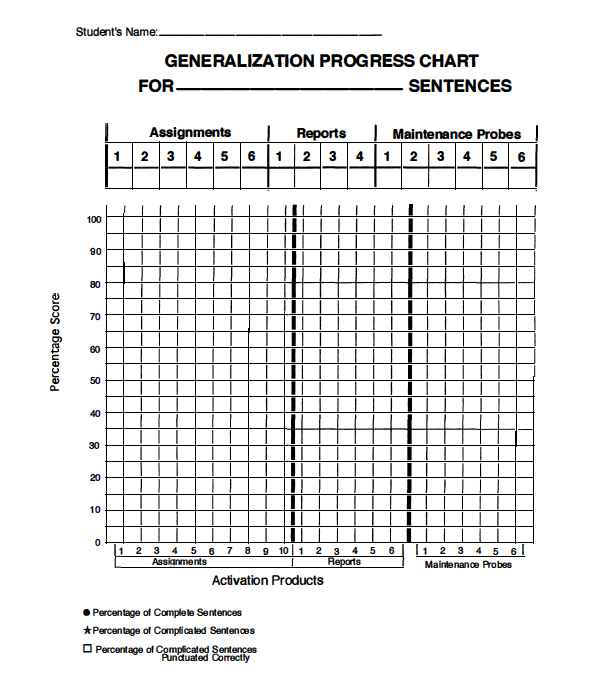 Student's Name:
GENERALIZATION PROGRESS CHART
FOR SENTENCES
Assignments Reports Maintenance Probes
1 2 3 4 5 6 1 2 3 4 1 2 3 4 5 6
100
90
80
70
60
50
40
30
20
10
0
Percentage Score
1 2 3 4 5 6 7 8 9 10 1 2 3 4 5 6 1 2 3 4 5 6
Assignments Reports Maintenance Probes
Activation Products
● Percentage of Complete Sentences
★ Percentage of Complicated Sentences
□ Percentage of Complicated Sentences
Punctuated Correctly